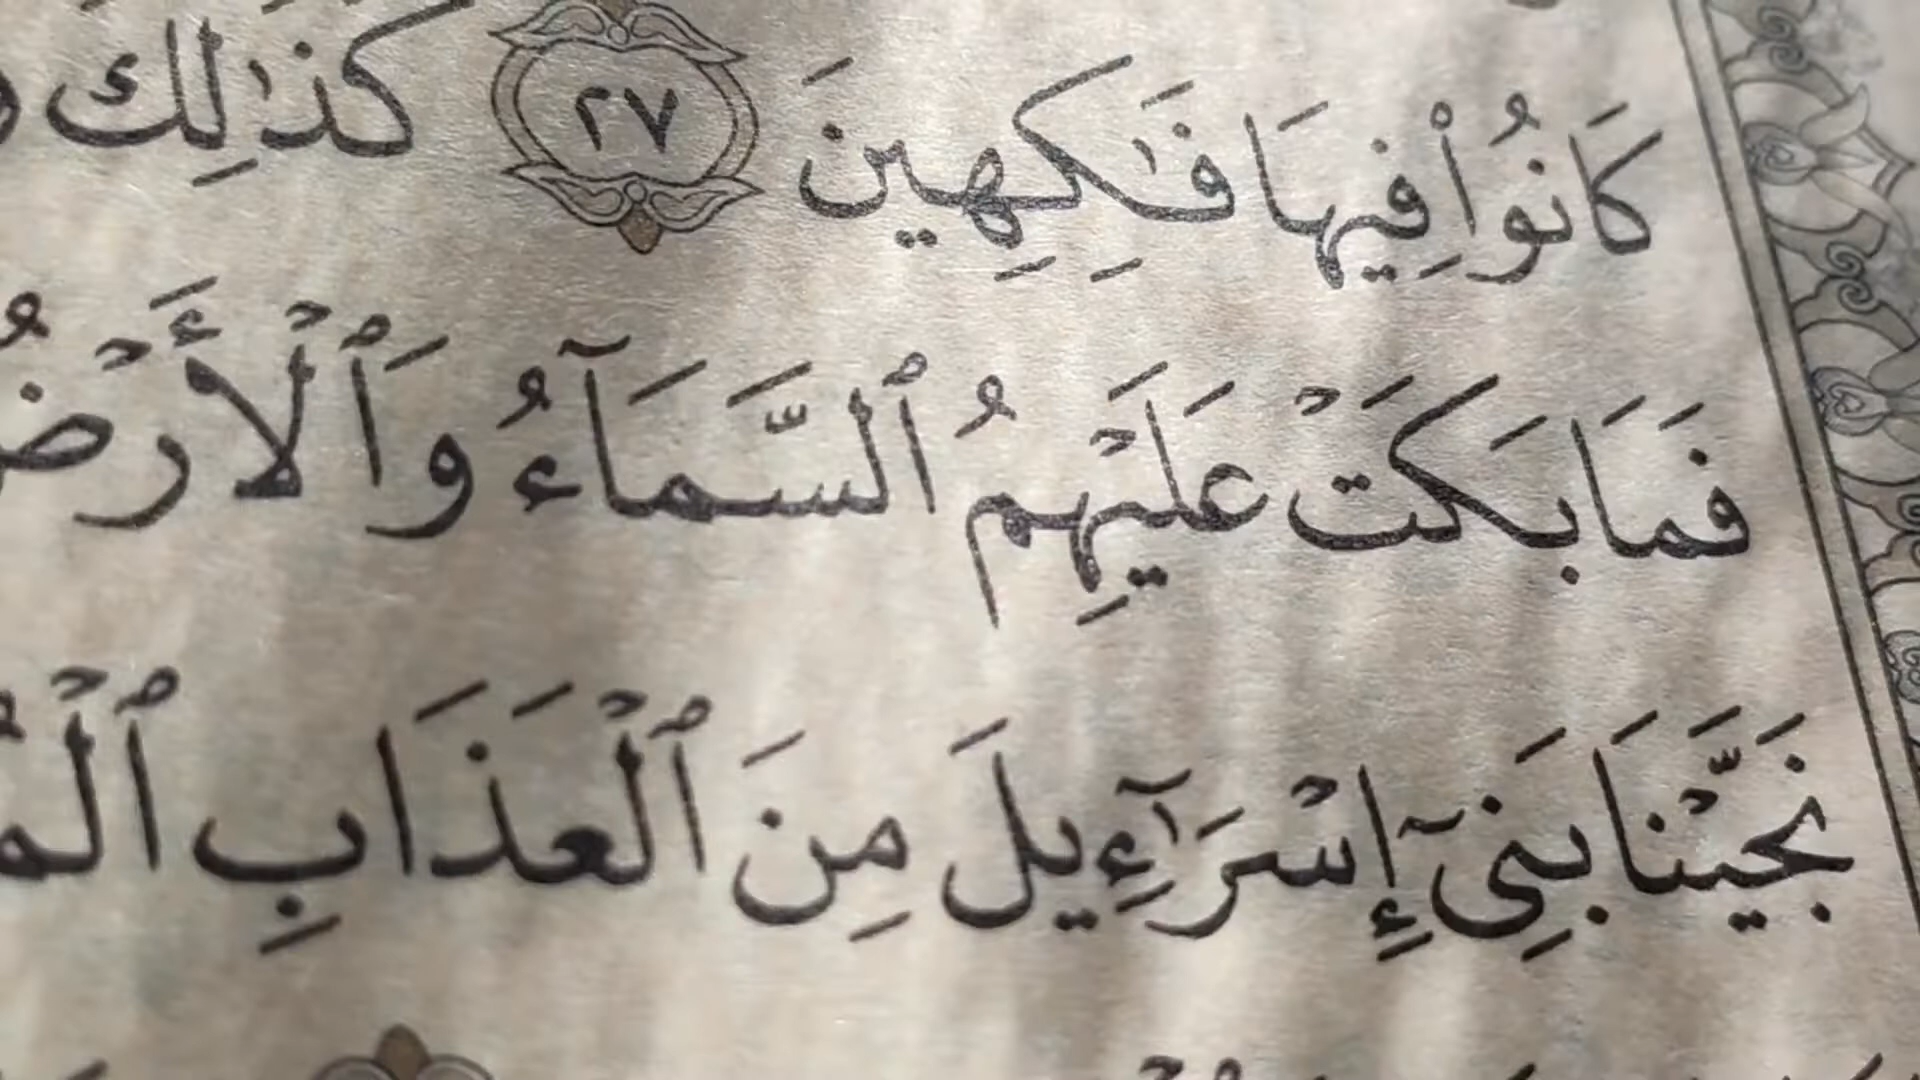 كَانُوا۟ فِيهَا فَٰكِهِينَ ٢٧ كَذَٰلِكَ
فَمَا بَكَتْ عَلَيْهِمُ ٱلسَّمَآءُ وَٱلْأَرْضُ
نَجَّيْنَا بَنِىٓ إِسْرَٰٓءِيلَ مِنَ ٱلْعَذَابِ